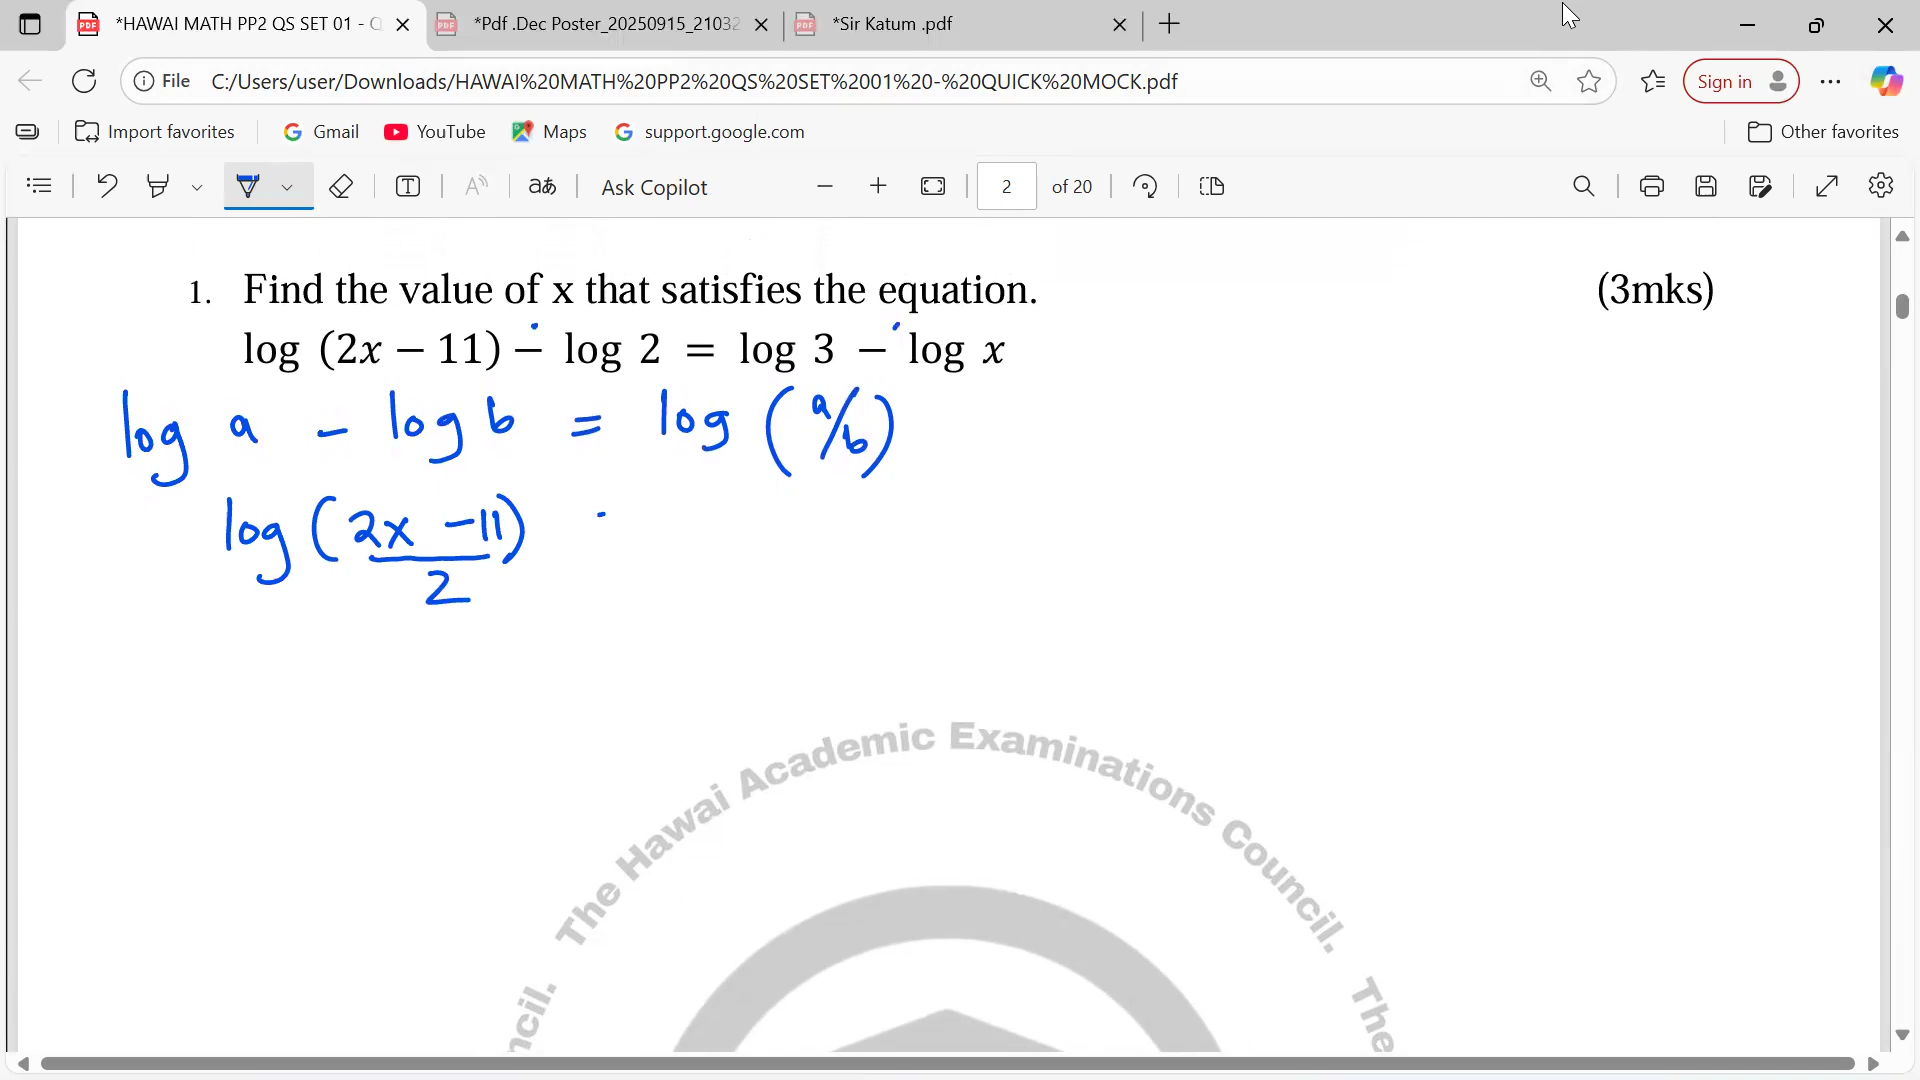 *HAWAI MATH PP2 QS SET 01 - Q
*Pdf .Dec Poster_20250915_21032
*Sir Katum .pdf
File C:/Users/user/Downloads/HAWAI%20MATH%20PP2%20QS%20SET%2001%20-%20QUICK%20MOCK.pdf
Sign in
Import favorites Gmail YouTube Maps support.google.com Other favorites
Ask Copilot 2 of 20
1. Find the value of x that satisfies the equation. (3mks)
log (2x − 11) − log 2 = log 3 − log x
log a - log b = log (a/b)
log (2x - 11)
2
The Hawai Academic Examinations Council.
ncil.
The